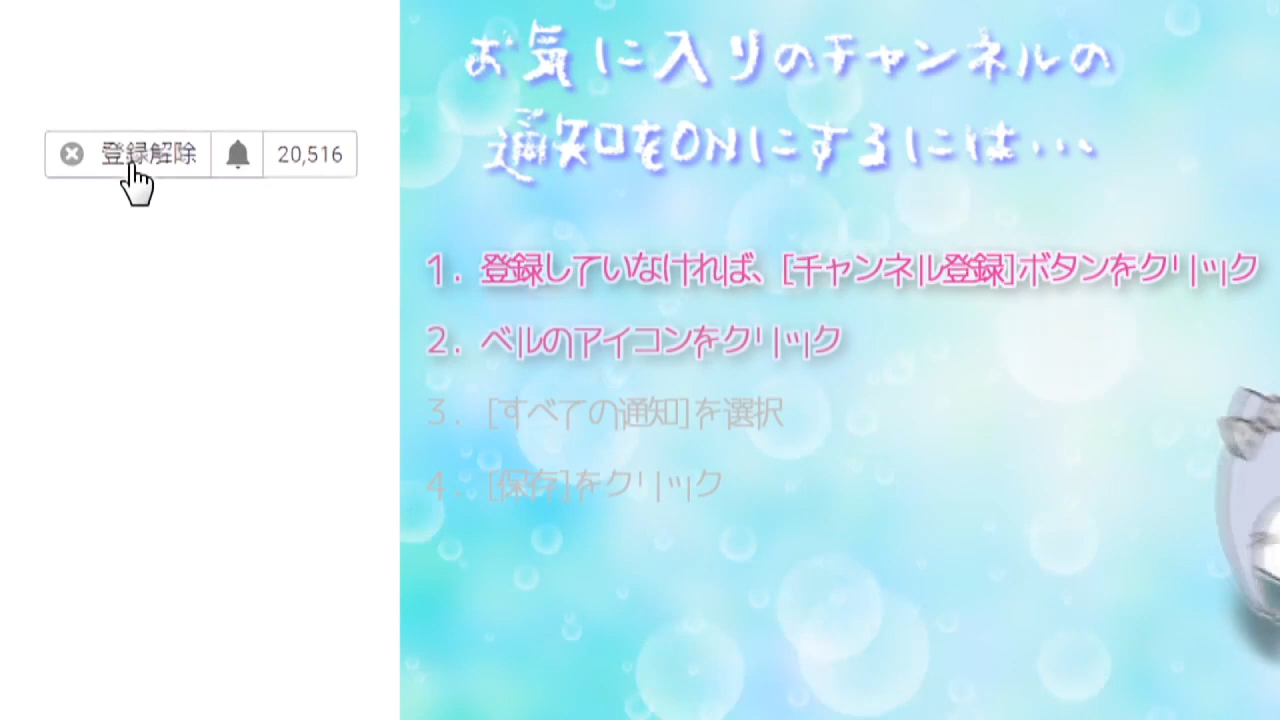 お気に入りのチャンネルの
通知をONにするには・・・
登録解除 20,516
1. 登録していなければ、[チャンネル登録]ボタンをクリック
2. ベルのアイコンをクリック
3. [すべての通知]を選択
4. [保存]をクリック